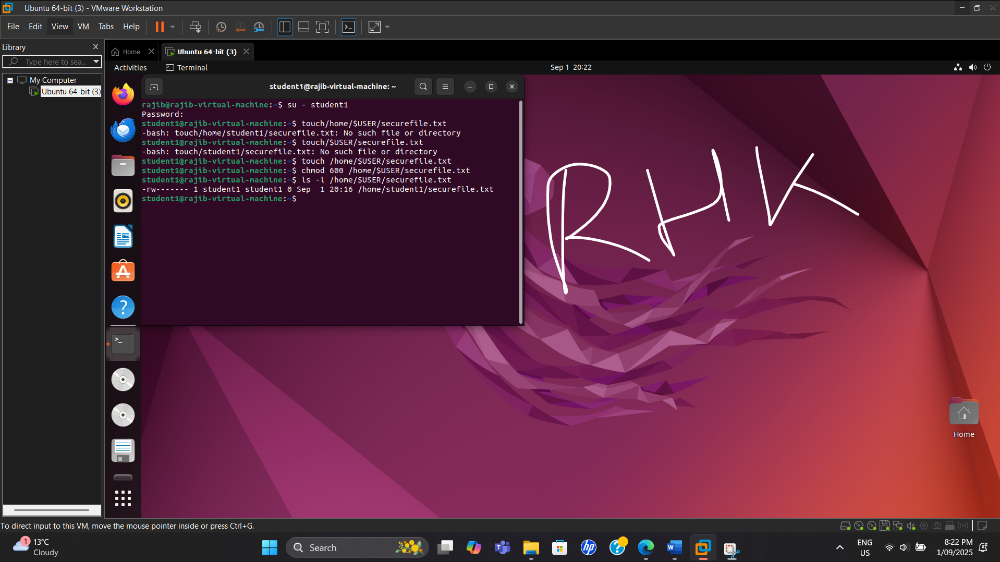 Ubuntu 64-bit (3) - VMware Workstation
File Edit View VM Tabs Help
Library
Type here to sea...
My Computer
Ubuntu 64-bit (3)
Home Ubuntu 64-bit (3)
Activities Terminal Sep 1 20:22
student1@rajib-virtual-machine: ~
rajib@rajib-virtual-machine:~$ su - student1
Password:
student1@rajib-virtual-machine:~$ touch/home/$USER/securefile.txt
-bash: touch/home/student1/securefile.txt: No such file or directory
student1@rajib-virtual-machine:~$ touch/$USER/securefile.txt
-bash: touch/student1/securefile.txt: No such file or directory
student1@rajib-virtual-machine:~$ touch /home/$USER/securefile.txt
student1@rajib-virtual-machine:~$ chmod 600 /home/$USER/securefile.txt
student1@rajib-virtual-machine:~$ ls -l /home/$USER/securefile.txt
-rw------- 1 student1 student1 0 Sep  1 20:16 /home/student1/securefile.txt
student1@rajib-virtual-machine:~$
RHK
Home
To direct input to this VM, move the mouse pointer inside or press Ctrl+G.
1
13°C
Cloudy
Search
ENG
US
8:22 PM
1/09/2025